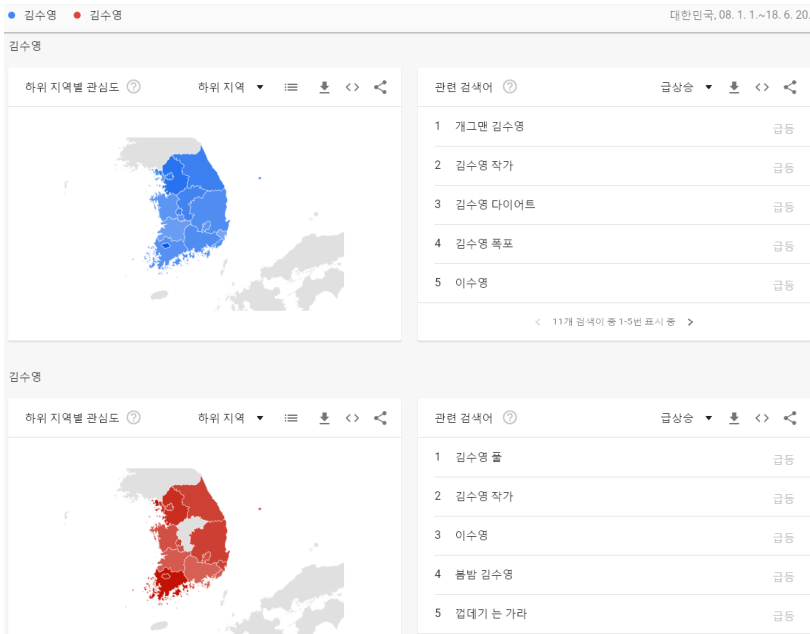 김수영 김수영 대한민국, 08. 1. 1.~18. 6. 20.
김수영
하위 지역별 관심도 하위 지역
관련 검색어 급상승
1 개그맨 김수영 급등
2 김수영 작가 급등
3 김수영 다이어트 급등
4 김수영 폭포 급등
5 이수영 급등
11개 검색어 중 1-5번 표시 중
김수영
하위 지역별 관심도 하위 지역
관련 검색어 급상승
1 김수영 풀 급등
2 김수영 작가 급등
3 이수영 급등
4 봄밤 김수영 급등
5 껍데기 는 가라 급등